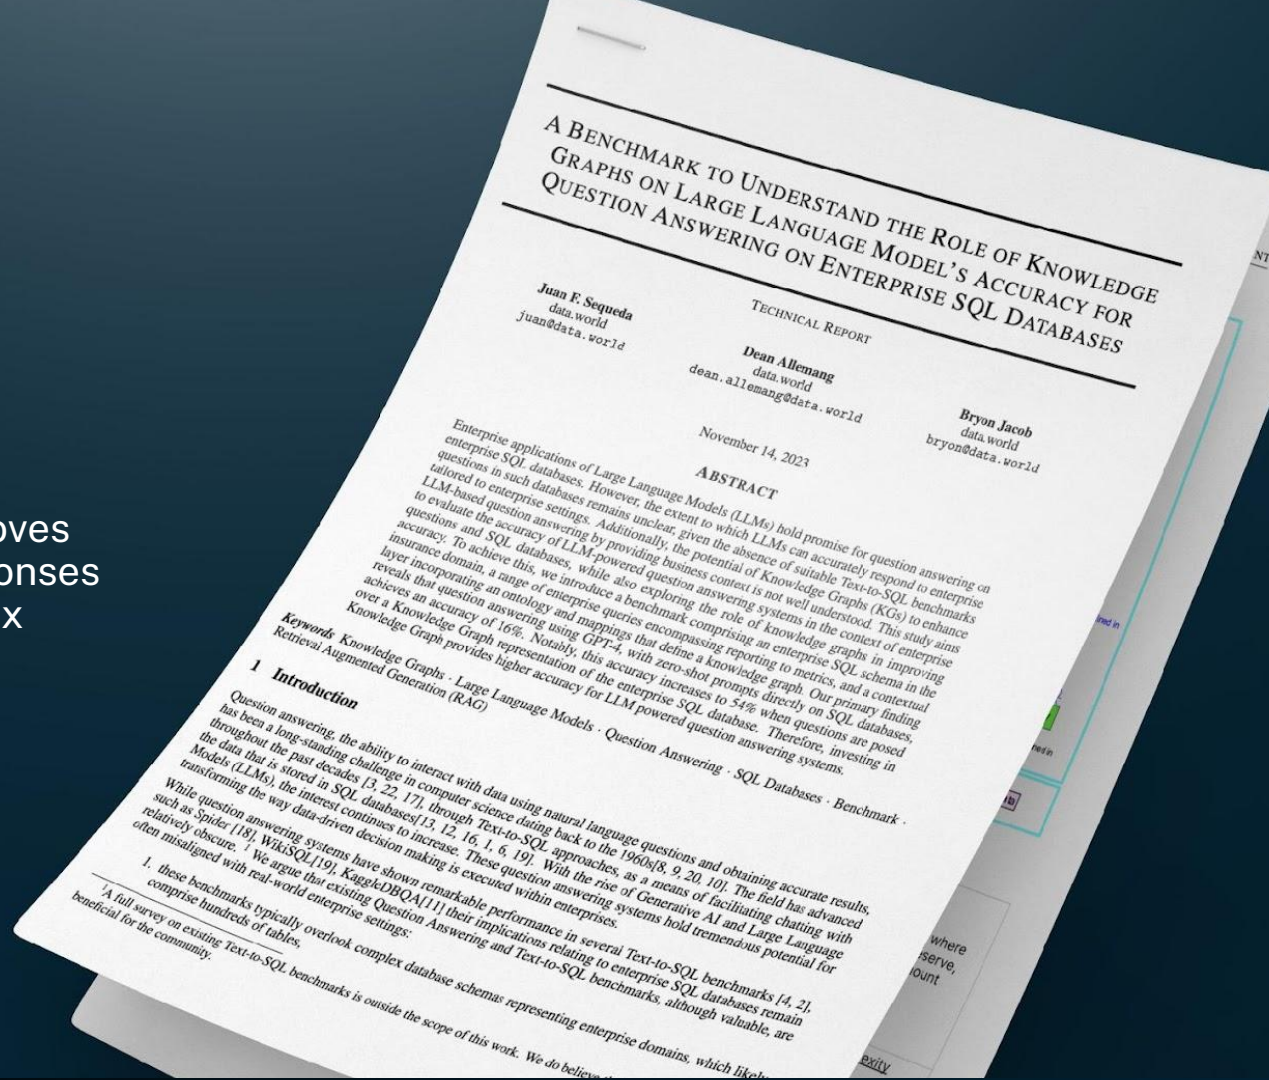 oves
onses
x
A BENCHMARK TO UNDERSTAND THE ROLE OF KNOWLEDGE
GRAPHS ON LARGE LANGUAGE MODEL'S ACCURACY FOR
QUESTION ANSWERING ON ENTERPRISE SQL DATABASES
TECHNICAL REPORT
Juan F. Sequeda
data.world
juan@data.world
Dean Allemang
data.world
dean.allemang@data.world
Bryon Jacob
data.world
bryon@data.world
November 14, 2023
ABSTRACT
Enterprise applications of Large Language Models (LLMs) hold promise for question answering on
enterprise SQL databases. However, the extent to which LLMs can accurately respond to enterprise
questions in such databases remains unclear, given the absence of suitable Text-to-SQL benchmarks
tailored to enterprise settings. Additionally, the potential of Knowledge Graphs (KGs) to enhance
LLM-based question answering by providing business context is not well understood. This study aims
to evaluate the accuracy of LLM-powered question answering systems in the context of enterprise
questions and SQL databases, while also exploring the role of knowledge graphs in improving
accuracy. To achieve this, we introduce a benchmark comprising an enterprise SQL schema in the
insurance domain, a range of enterprise queries encompassing reporting to metrics, and a contextual
layer incorporating an ontology and mappings that define a knowledge graph. Our primary finding
reveals that question answering using GPT-4, with zero-shot prompts directly on SQL databases,
achieves an accuracy of 16%. Notably, this accuracy increases to 54% when questions are posed
over a Knowledge Graph representation of the enterprise SQL database. Therefore, investing in
Knowledge Graph provides higher accuracy for LLM powered question answering systems.
Keywords Knowledge Graphs · Large Language Models · Question Answering · SQL Databases · Benchmark ·
Retrieval Augmented Generation (RAG)
1 Introduction
Question answering, the ability to interact with data using natural language questions and obtaining accurate results,
has been a long-standing challenge in computer science dating back to the 1960s[8, 9, 20, 10]. The field has advanced
throughout the past decades [3, 22, 17], through Text-to-SQL approaches, as a means of facilitating chatting with
the data that is stored in SQL databases[13, 12, 16, 1, 6, 19]. With the rise of Generative AI and Large Language
Models (LLMs), the interest continues to increase. These question answering systems hold tremendous potential for
transforming the way data-driven decision making is executed within enterprises.
While question answering systems have shown remarkable performance in several Text-to-SQL benchmarks [4, 2],
such as Spider [18], WikiSQL[19], KaggleDBQA[11] their implications relating to enterprise SQL databases remain
relatively obscure. 1 We argue that existing Question Answering and Text-to-SQL benchmarks, although valuable, are
often misaligned with real-world enterprise settings:
1. these benchmarks typically overlook complex database schemas representing enterprise domains, which likely
comprise hundreds of tables,
1A full survey on existing Text-to-SQL benchmarks is outside the scope of this work. We do believe
beneficial for the community.
NT
ned in
ned in
where
serve,
ount
exity